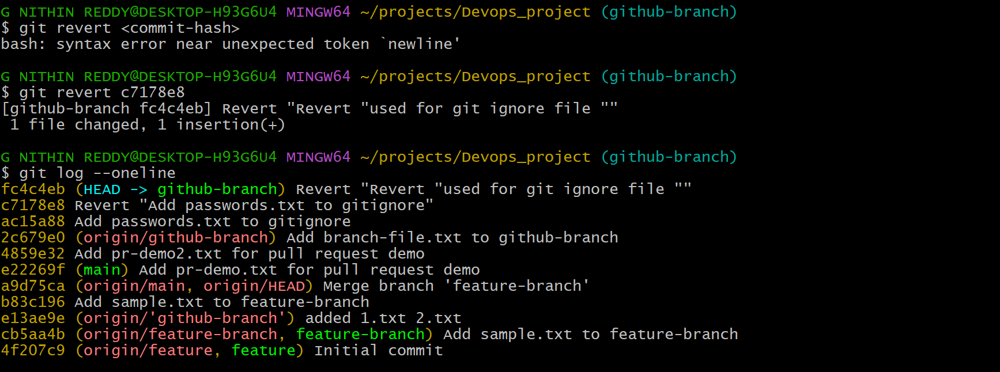 G NITHIN REDDY@DESKTOP-H93G6U4 MINGW64 ~/projects/Devops_project (github-branch)
$ git revert <commit-hash>
bash: syntax error near unexpected token `newline'
G NITHIN REDDY@DESKTOP-H93G6U4 MINGW64 ~/projects/Devops_project (github-branch)
$ git revert c7178e8
[github-branch fc4c4eb] Revert "Revert "used for git ignore file ""
 1 file changed, 1 insertion(+)
G NITHIN REDDY@DESKTOP-H93G6U4 MINGW64 ~/projects/Devops_project (github-branch)
$ git log --oneline
fc4c4eb (HEAD -> github-branch) Revert "Revert "used for git ignore file ""
c7178e8 Revert "Add passwords.txt to gitignore"
ac15a88 Add passwords.txt to gitignore
2c679e0 (origin/github-branch) Add branch-file.txt to github-branch
4859e32 Add pr-demo2.txt for pull request demo
e22269f (main) Add pr-demo.txt for pull request demo
a9d75ca (origin/main, origin/HEAD) Merge branch 'feature-branch'
b83c196 Add sample.txt to feature-branch
e13ae9e (origin/'github-branch') added 1.txt 2.txt
cb5aa4b (origin/feature-branch, feature-branch) Add sample.txt to feature-branch
4f207c9 (origin/feature, feature) Initial commit